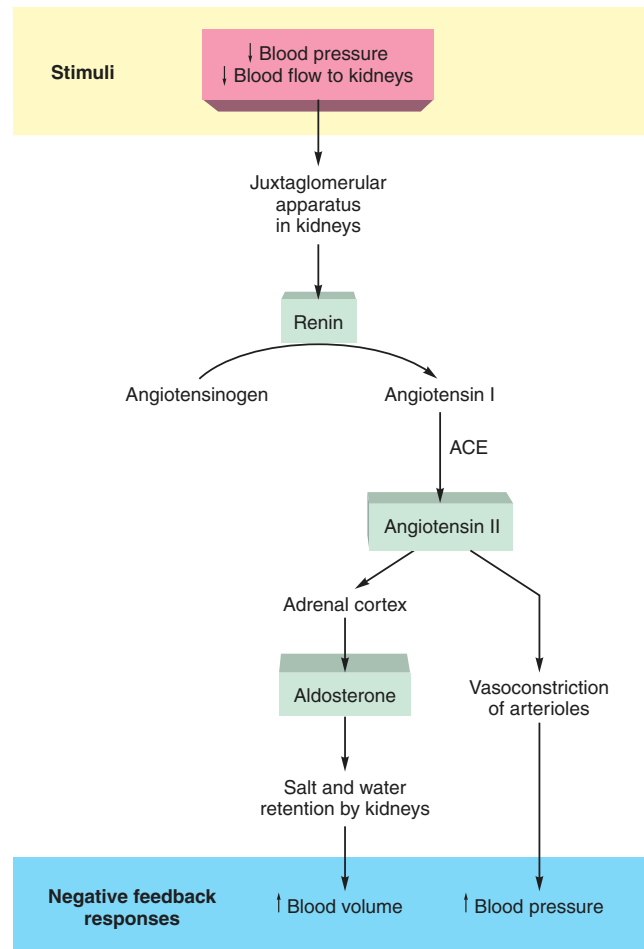 Stimuli
↓ Blood pressure
↓ Blood flow to kidneys
Juxtaglomerular
apparatus
in kidneys
Renin
Angiotensinogen
Angiotensin I
ACE
Angiotensin II
Adrenal cortex
Aldosterone
Vasoconstriction
of arterioles
Salt and water
retention by kidneys
Negative feedback
responses
↑ Blood volume
↑ Blood pressure